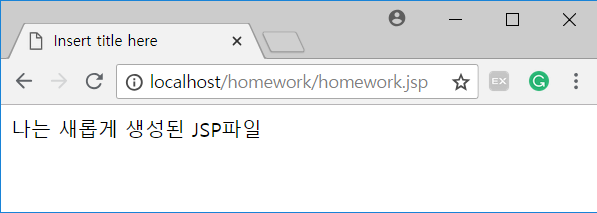 Insert title here
localhost/homework/homework.jsp
EX
G
나는 새롭게 생성된 JSP파일